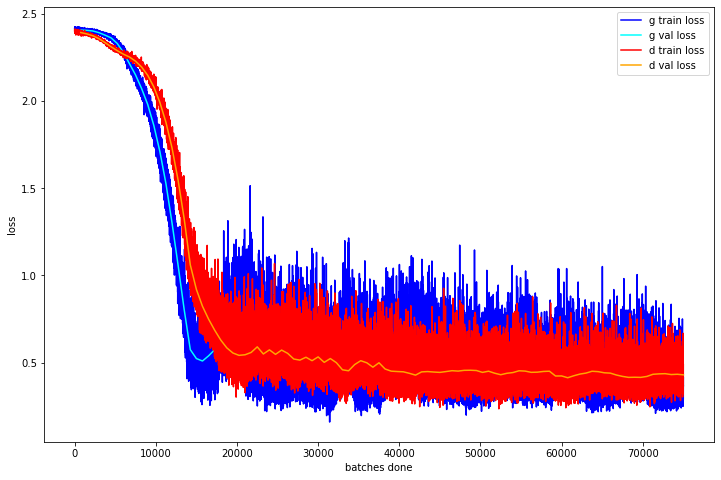 2.5
2.0
1.5
1.0
0.5
loss
0
10000
20000
30000
40000
50000
60000
70000
batches done
g train loss
g val loss
d train loss
d val loss